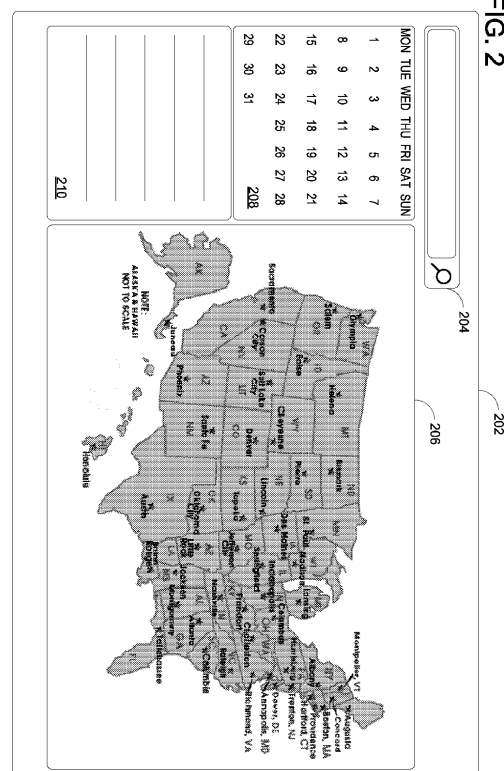 FIG. 2
202
204
206
MON TUE WED THU FRI SAT SUN
1 2 3 4 5 6 7
8 9 10 11 12 13 14
15 16 17 18 19 20 21
22 23 24 25 26 27 28
29 30 31
208
210
WA
Olympia
Salem
OR
Boise
ID
Helena
MT
Bismark
ND
MN
St. Paul
WI
Madison
Lansing
Pierre
SD
WY
Cheyenne
NE
Lincoln
Des Moines
Sacramento
Carson City
NV
CA
Salt Lake City
UT
Denver
CO
Topeka
KS
MO
Jefferson City
Springfield
IL
Indianapolis
Columbus
OH
Frankfort
KY
Charleston
Harrisburg
PA
Albany
NY
Montpelier, VT
Augusta
Concord
Boston, MA
Providence
Hartford, CT
Trenton, NJ
Dover, DE
Annapolis, MD
Richmond, VA
Raleigh
Columbia
Nashville
Atlanta
GA
AL
Montgomery
Tallahassee
FL
Jackson
MS
Little Rock
AR
LA
Baton Rouge
Oklahoma City
OK
TX
Austin
Santa Fe
NM
Phoenix
AZ
AK
Juneau
Honolulu
NOTE:
ALASKA & HAWAII
NOT TO SCALE